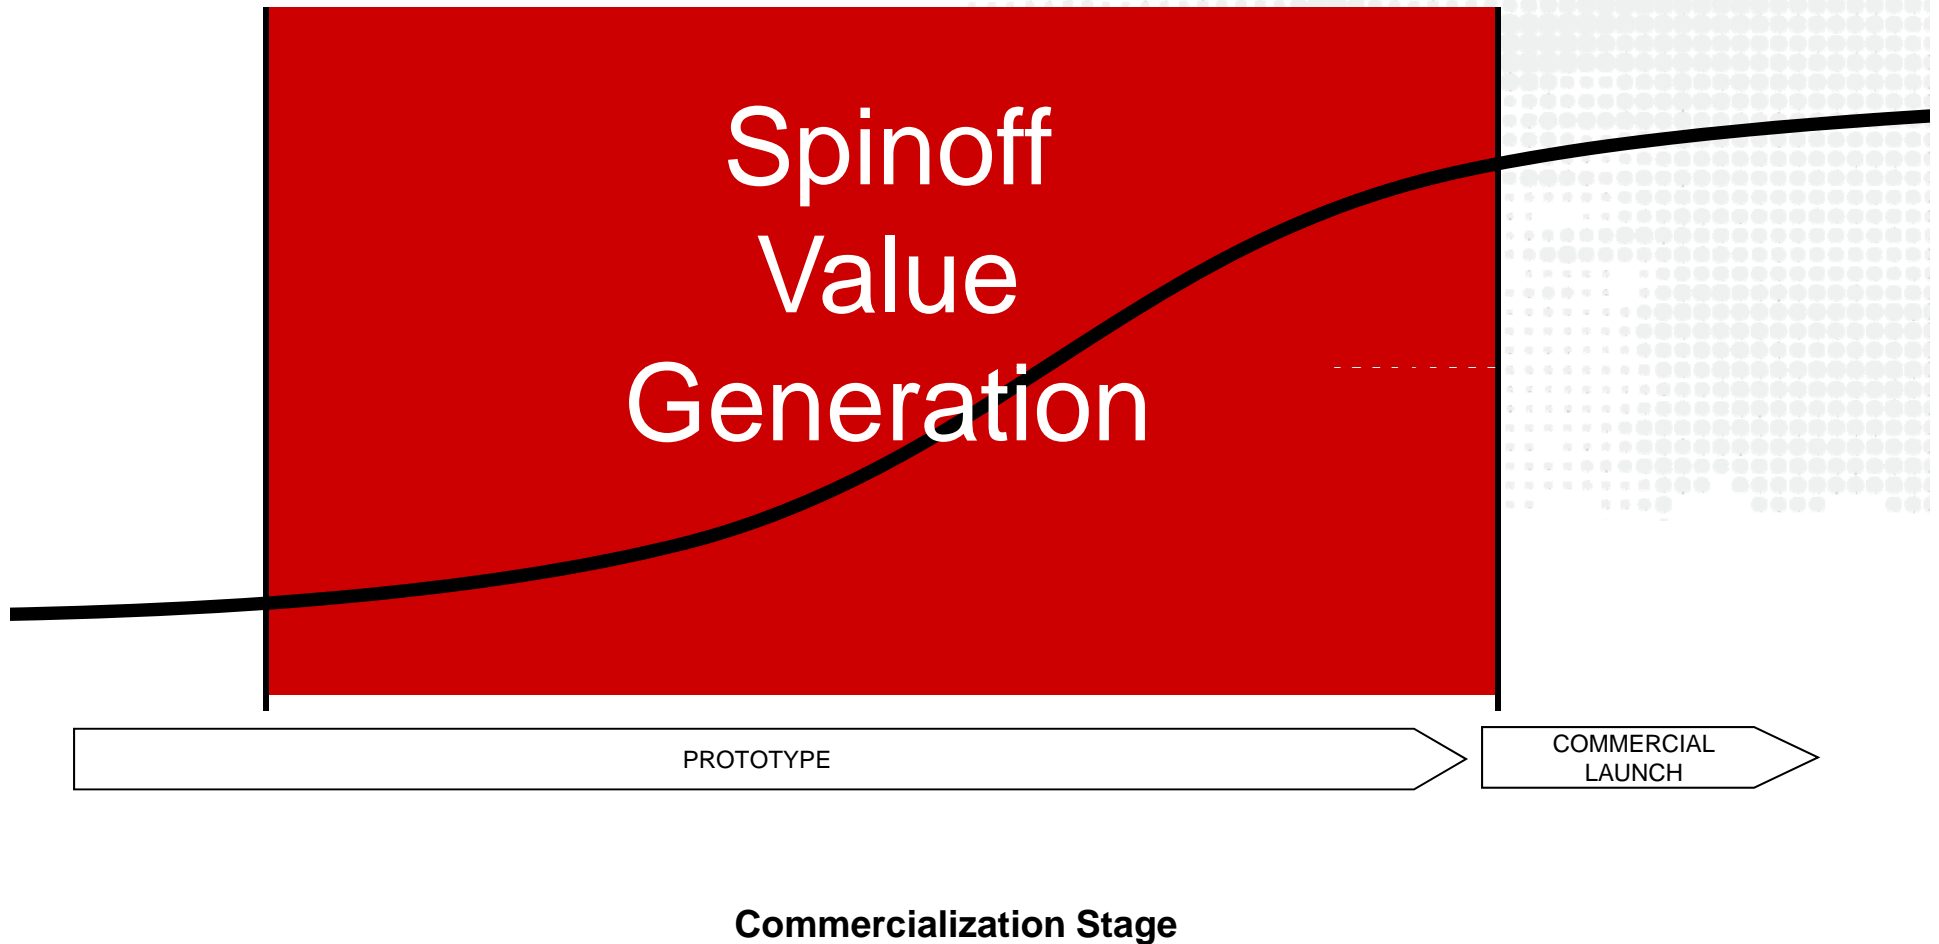 Spinoff
Value
Generation
PROTOTYPE
COMMERCIAL
LAUNCH
Commercialization Stage